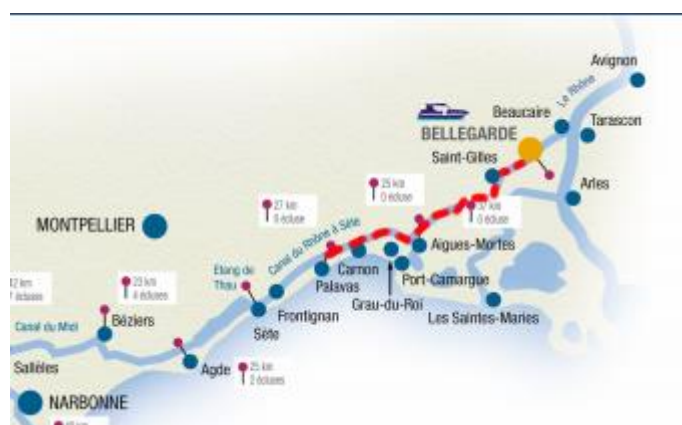 Avignon
Le Rhône
Beaucaire
Tarascon
BELLEGARDE
Saint-Gilles
25 km
0 écluse
Arles
27 km
0 écluse
37 km
0 écluse
MONTPELLIER
Canal du Rhône à Sète
Aigues-Mortes
Etang de
Thau
Carnon
Port-Camargue
Palavas
Grau-du-Roi
Les Saintes-Maries
23 km
4 écluses
Frontignan
Canal du Midi
Béziers
Sète
Sallèles
Agde
25 km
2 écluses
NARBONNE